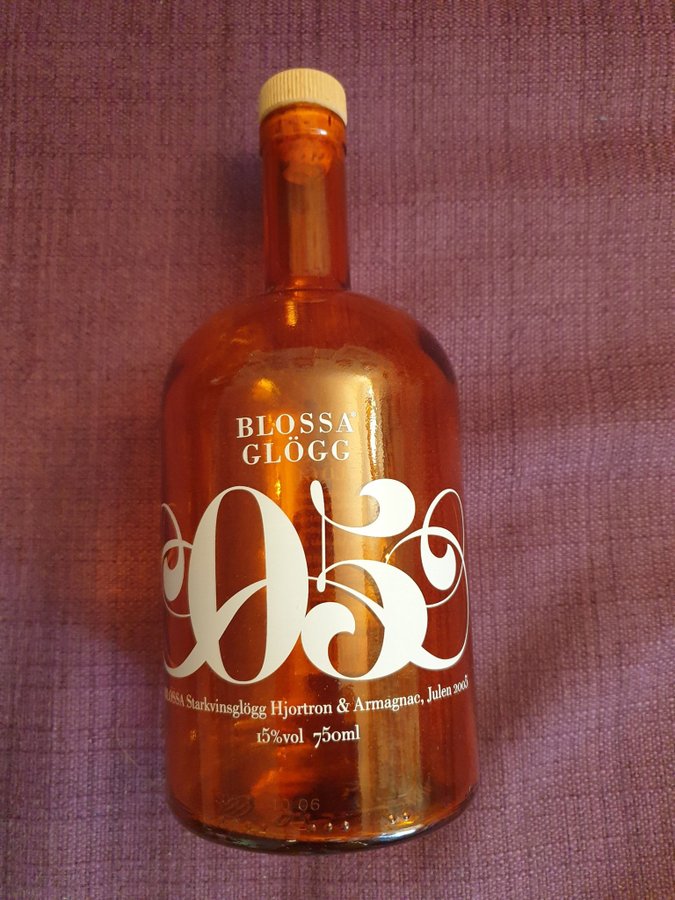 BLOSSA®
GLÖGG
05
BLOSSA Starkvinsglögg Hjortron & Armagnac, Julen 2005
15%vol 750ml